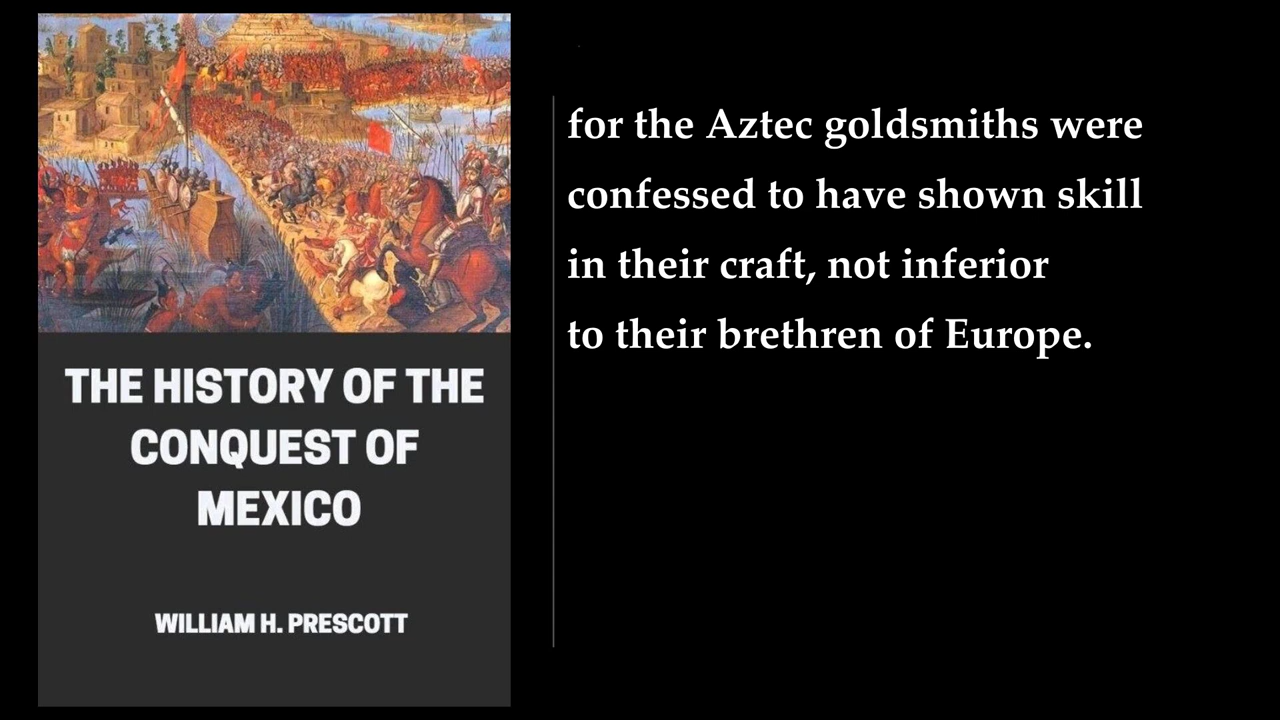 THE HISTORY OF THE
CONQUEST OF
MEXICO
WILLIAM H. PRESCOTT
for the Aztec goldsmiths were
confessed to have shown skill
in their craft, not inferior
to their brethren of Europe.